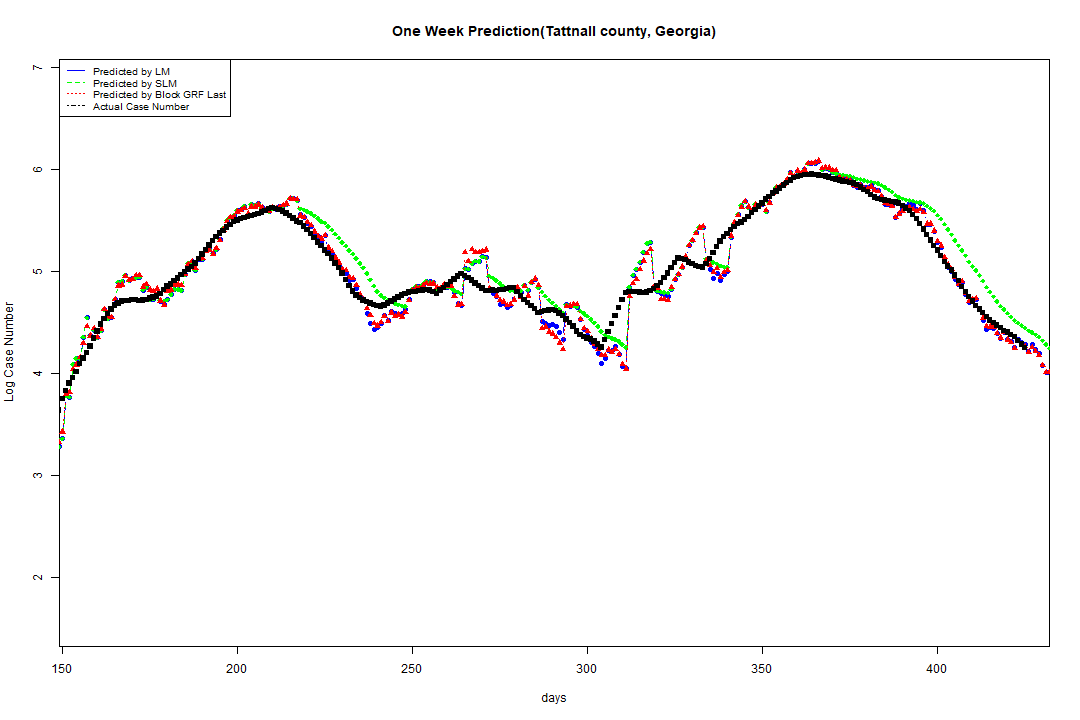 One Week Prediction(Tattnall county, Georgia)
7
Predicted by LM
Predicted by SLM
Predicted by Block GRF Last
Actual Case Number
6
5
4
3
2
Log Case Number
150 200 250 300 350 400
days